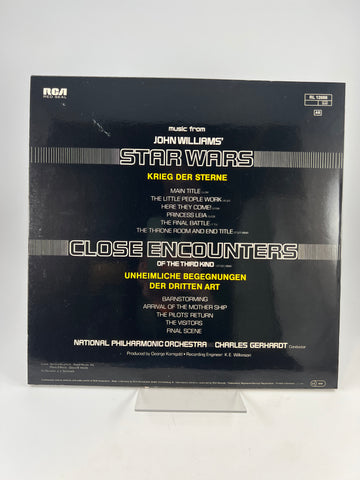 RCA
RED SEAL
RL 12698
music from
JOHN WILLIAMS'
STAR WARS
KRIEG DER STERNE
MAIN TITLE
THE LITTLE PEOPLE WORK
HERE THEY COME!
PRINCESS LEIA
THE FINAL BATTLE
THE THRONE ROOM AND END TITLE
CLOSE ENCOUNTERS
OF THE THIRD KIND
UNHEIMLICHE BEGEGNUNGEN
DER DRITTEN ART
BARNSTORMING
ARRIVAL OF THE MOTHER SHIP
THE PILOTS' RETURN
THE VISITORS
FINAL SCENE
NATIONAL PHILHARMONIC ORCHESTRA CHARLES GERHARDT Conductor
Produced by George Korngold • Recording Engineer: K.E. Wilkinson